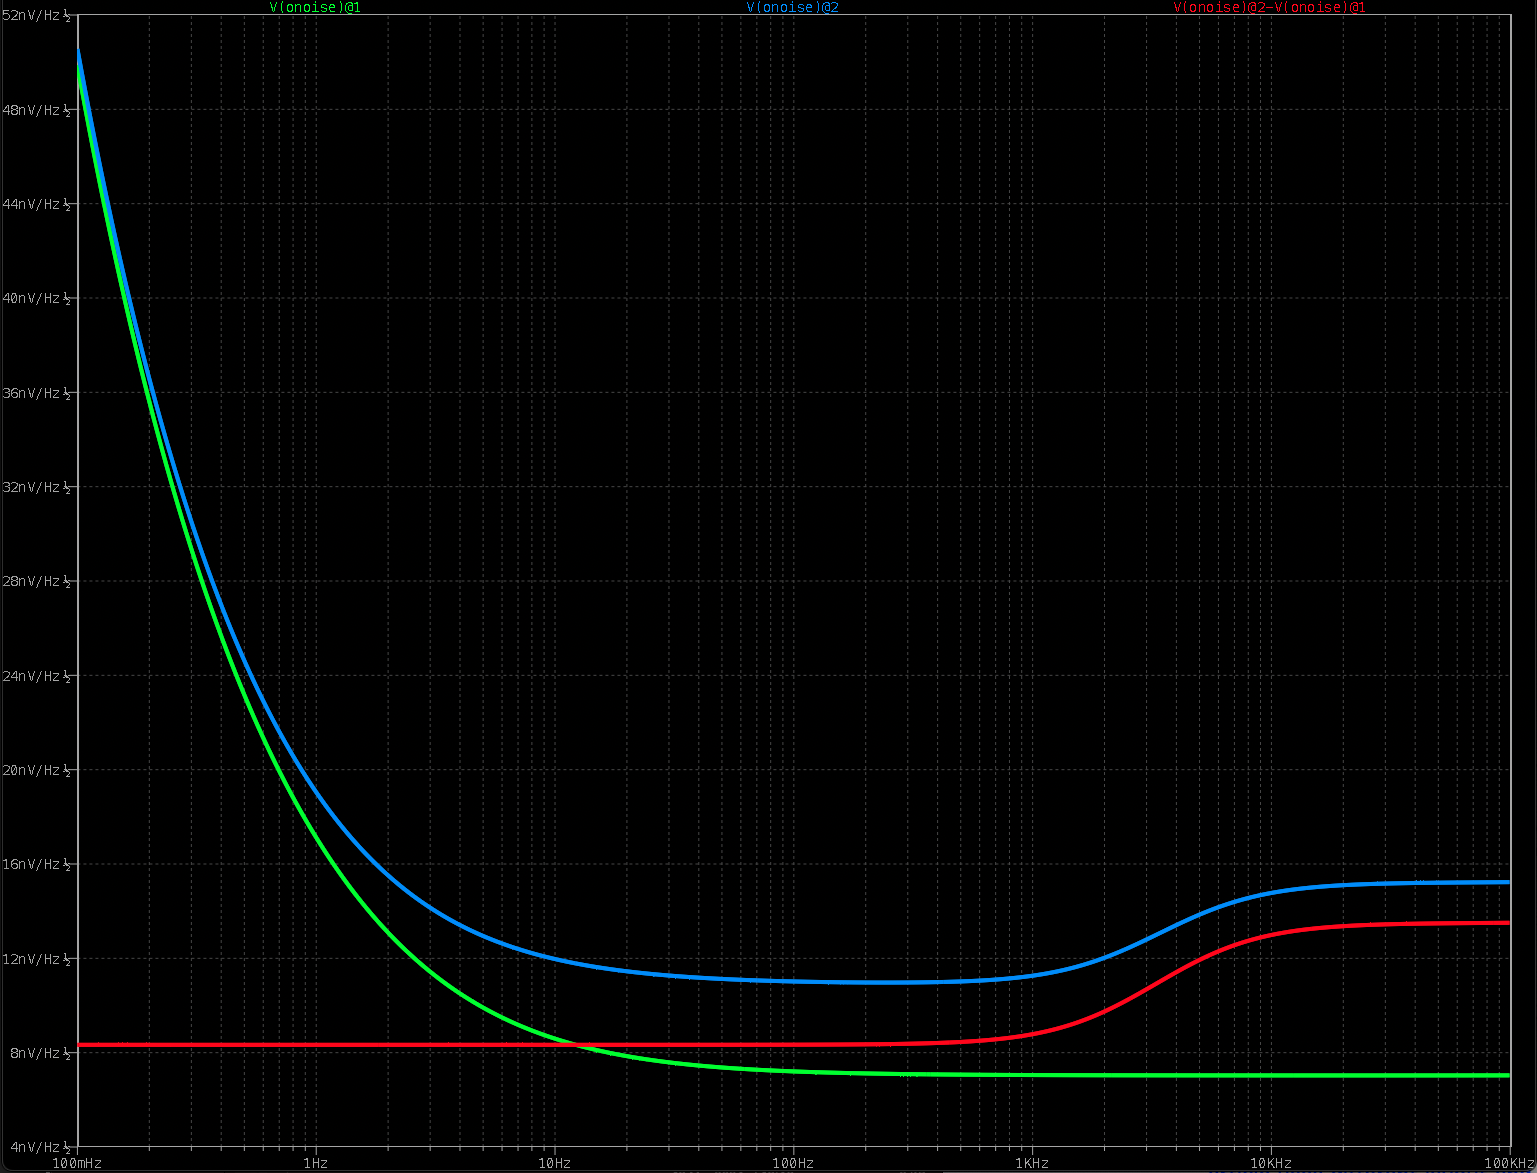 V(onoise)@1 V(onoise)@2 V(onoise)@2-V(onoise)@1
52nV/Hz½
48nV/Hz½
44nV/Hz½
40nV/Hz½
36nV/Hz½
32nV/Hz½
28nV/Hz½
24nV/Hz½
20nV/Hz½
16nV/Hz½
12nV/Hz½
8nV/Hz½
4nV/Hz½
100mHz 1Hz 10Hz 100Hz 1KHz 10KHz 100KHz